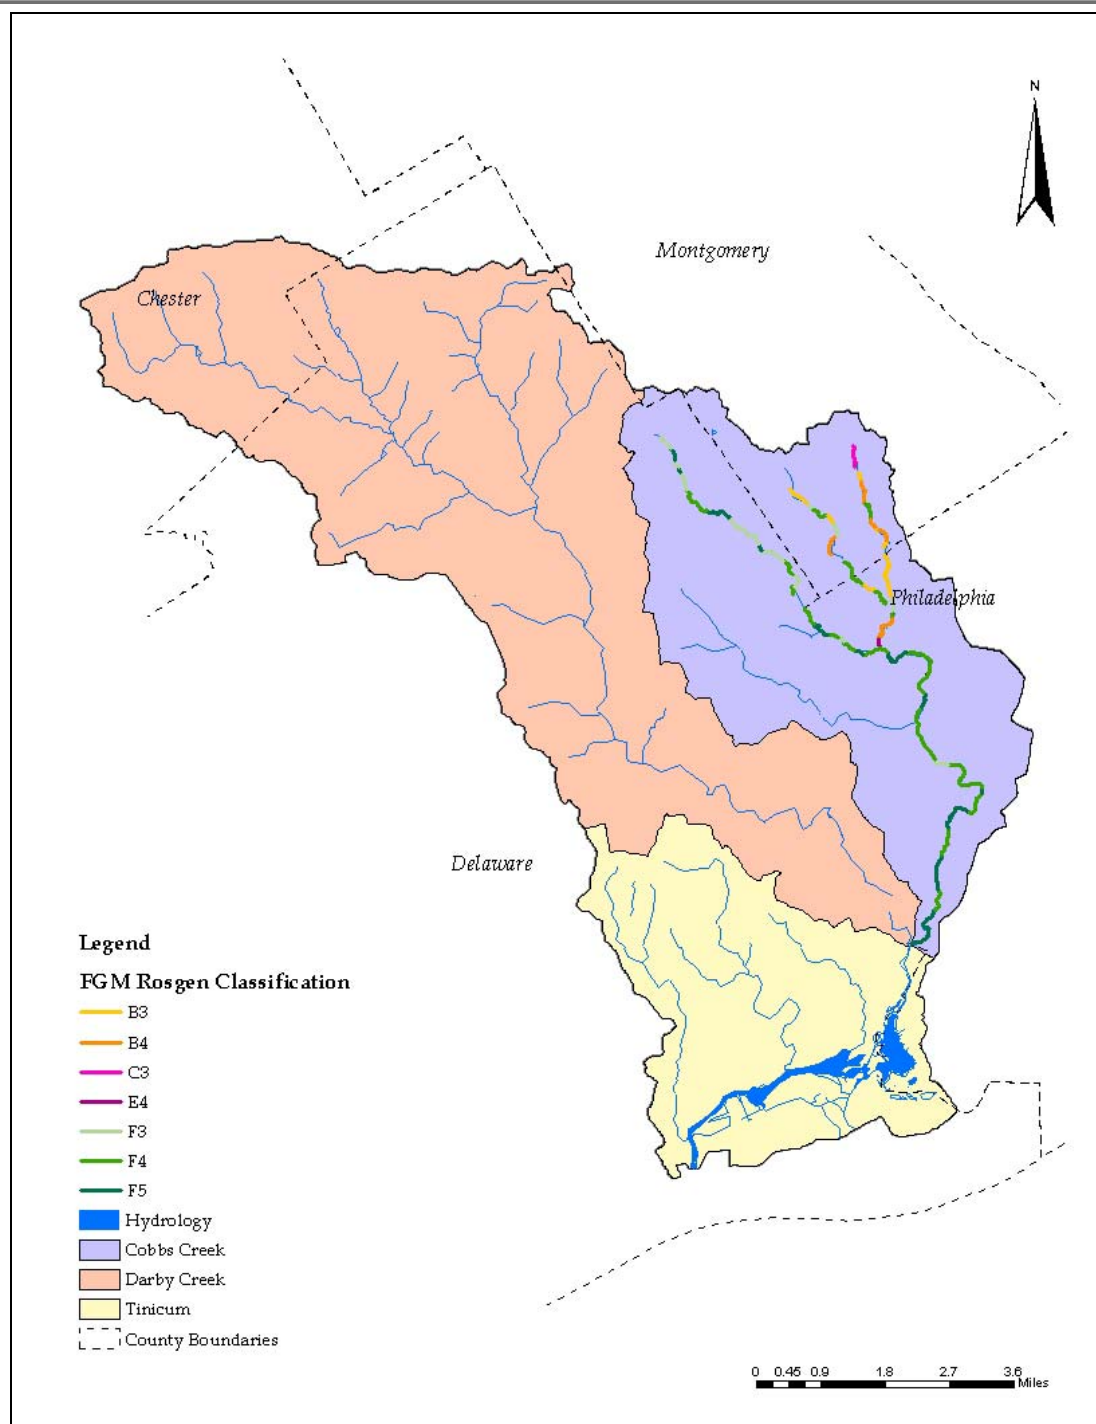 N
Montgomery
Chester
Philadelphia
Delaware
Legend
FGM Rosgen Classification
B3
B4
C3
E4
F3
F4
F5
Hydrology
Cobbs Creek
Darby Creek
Tinicum
County Boundaries
0 0.45 0.9 1.8 2.7 3.6
Miles